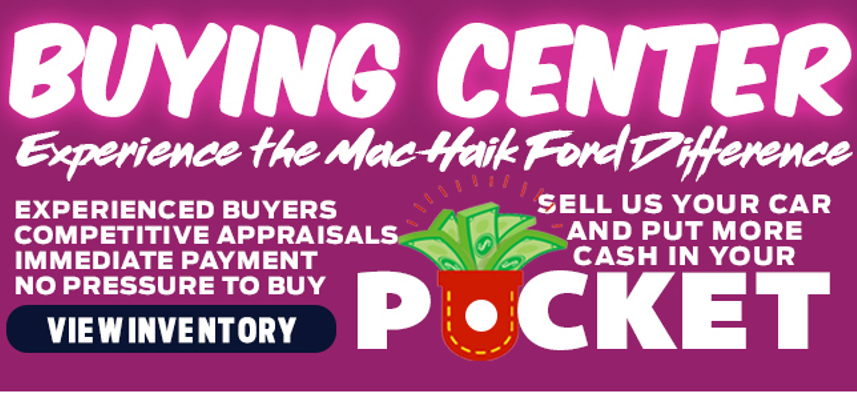 BUYING CENTER
Experience the Mac Haik Ford Difference
EXPERIENCED BUYERS
COMPETITIVE APPRAISALS
IMMEDIATE PAYMENT
NO PRESSURE TO BUY
VIEW INVENTORY
SELL US YOUR CAR
AND PUT MORE
CASH IN YOUR
POCKET